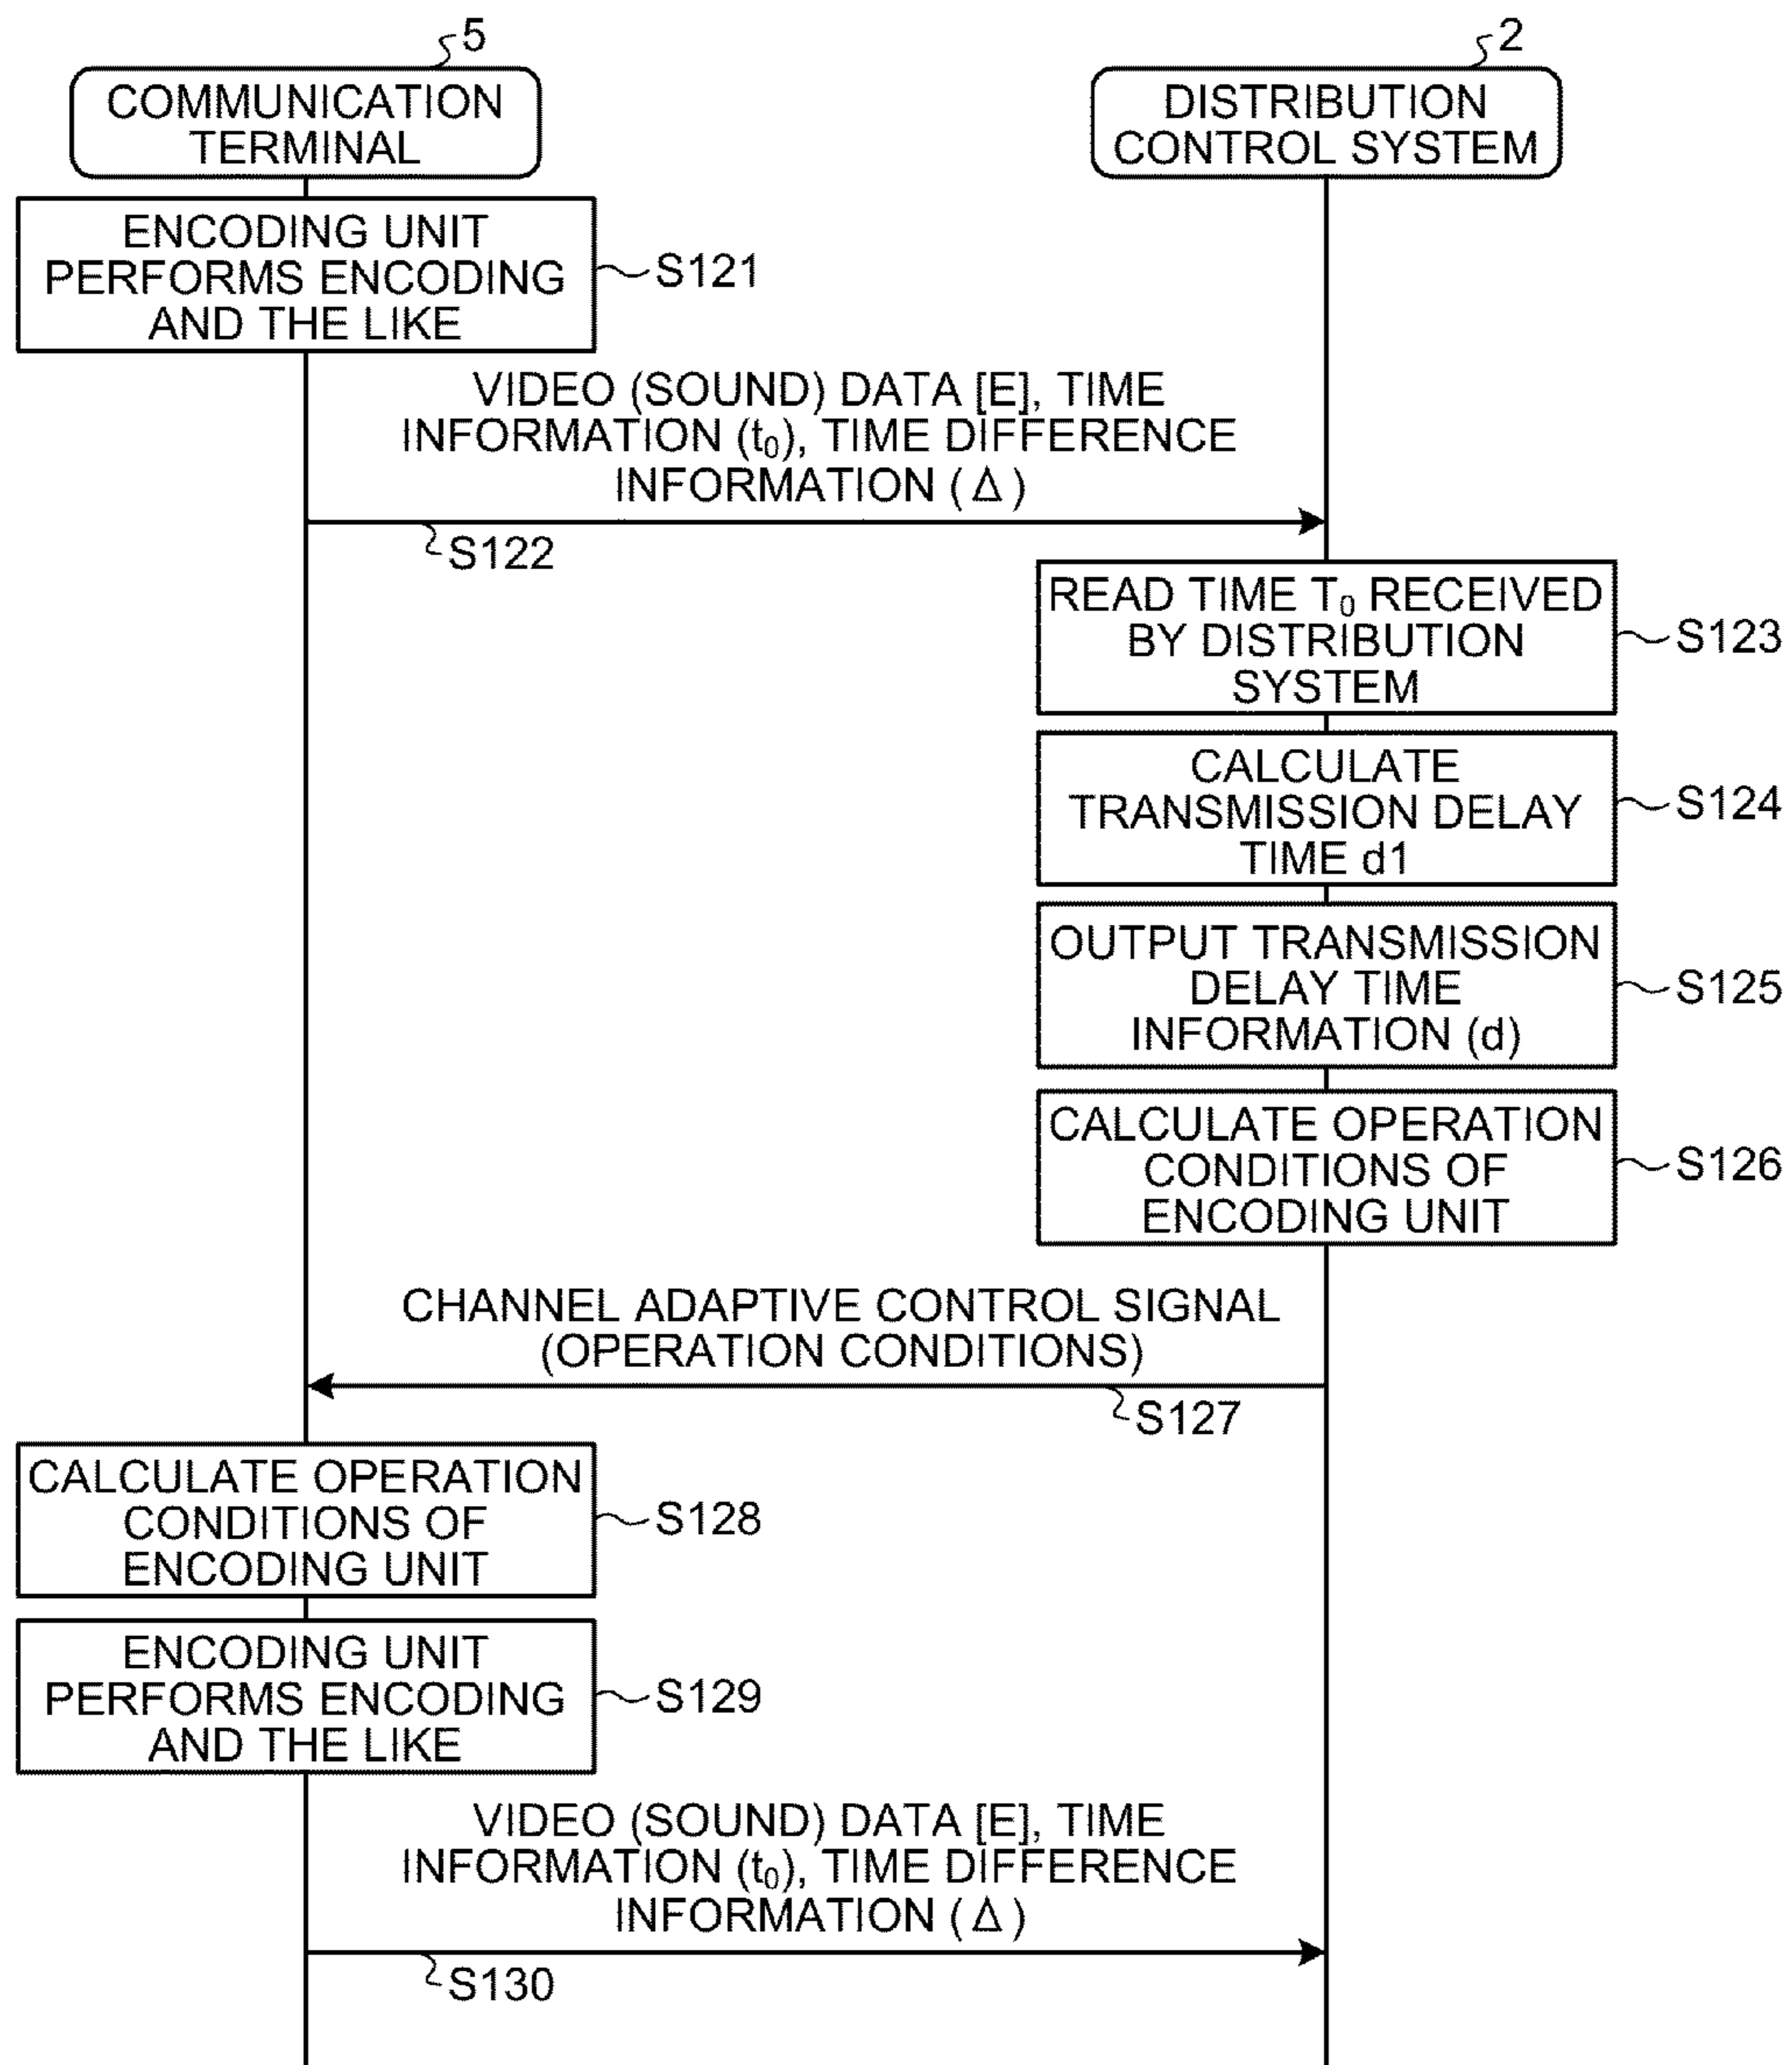 5
2
COMMUNICATION
TERMINAL
DISTRIBUTION
CONTROL SYSTEM
ENCODING UNIT
PERFORMS ENCODING
AND THE LIKE
S121
VIDEO (SOUND) DATA [E], TIME
INFORMATION (t₀), TIME DIFFERENCE
INFORMATION (Δ)
S122
READ TIME T₀ RECEIVED
BY DISTRIBUTION
SYSTEM
S123
CALCULATE
TRANSMISSION DELAY
TIME d1
S124
OUTPUT TRANSMISSION
DELAY TIME
INFORMATION (d)
S125
CALCULATE OPERATION
CONDITIONS OF
ENCODING UNIT
S126
CHANNEL ADAPTIVE CONTROL SIGNAL
(OPERATION CONDITIONS)
S127
CALCULATE OPERATION
CONDITIONS OF
ENCODING UNIT
S128
ENCODING UNIT
PERFORMS ENCODING
AND THE LIKE
S129
VIDEO (SOUND) DATA [E], TIME
INFORMATION (t₀), TIME DIFFERENCE
INFORMATION (Δ)
S130